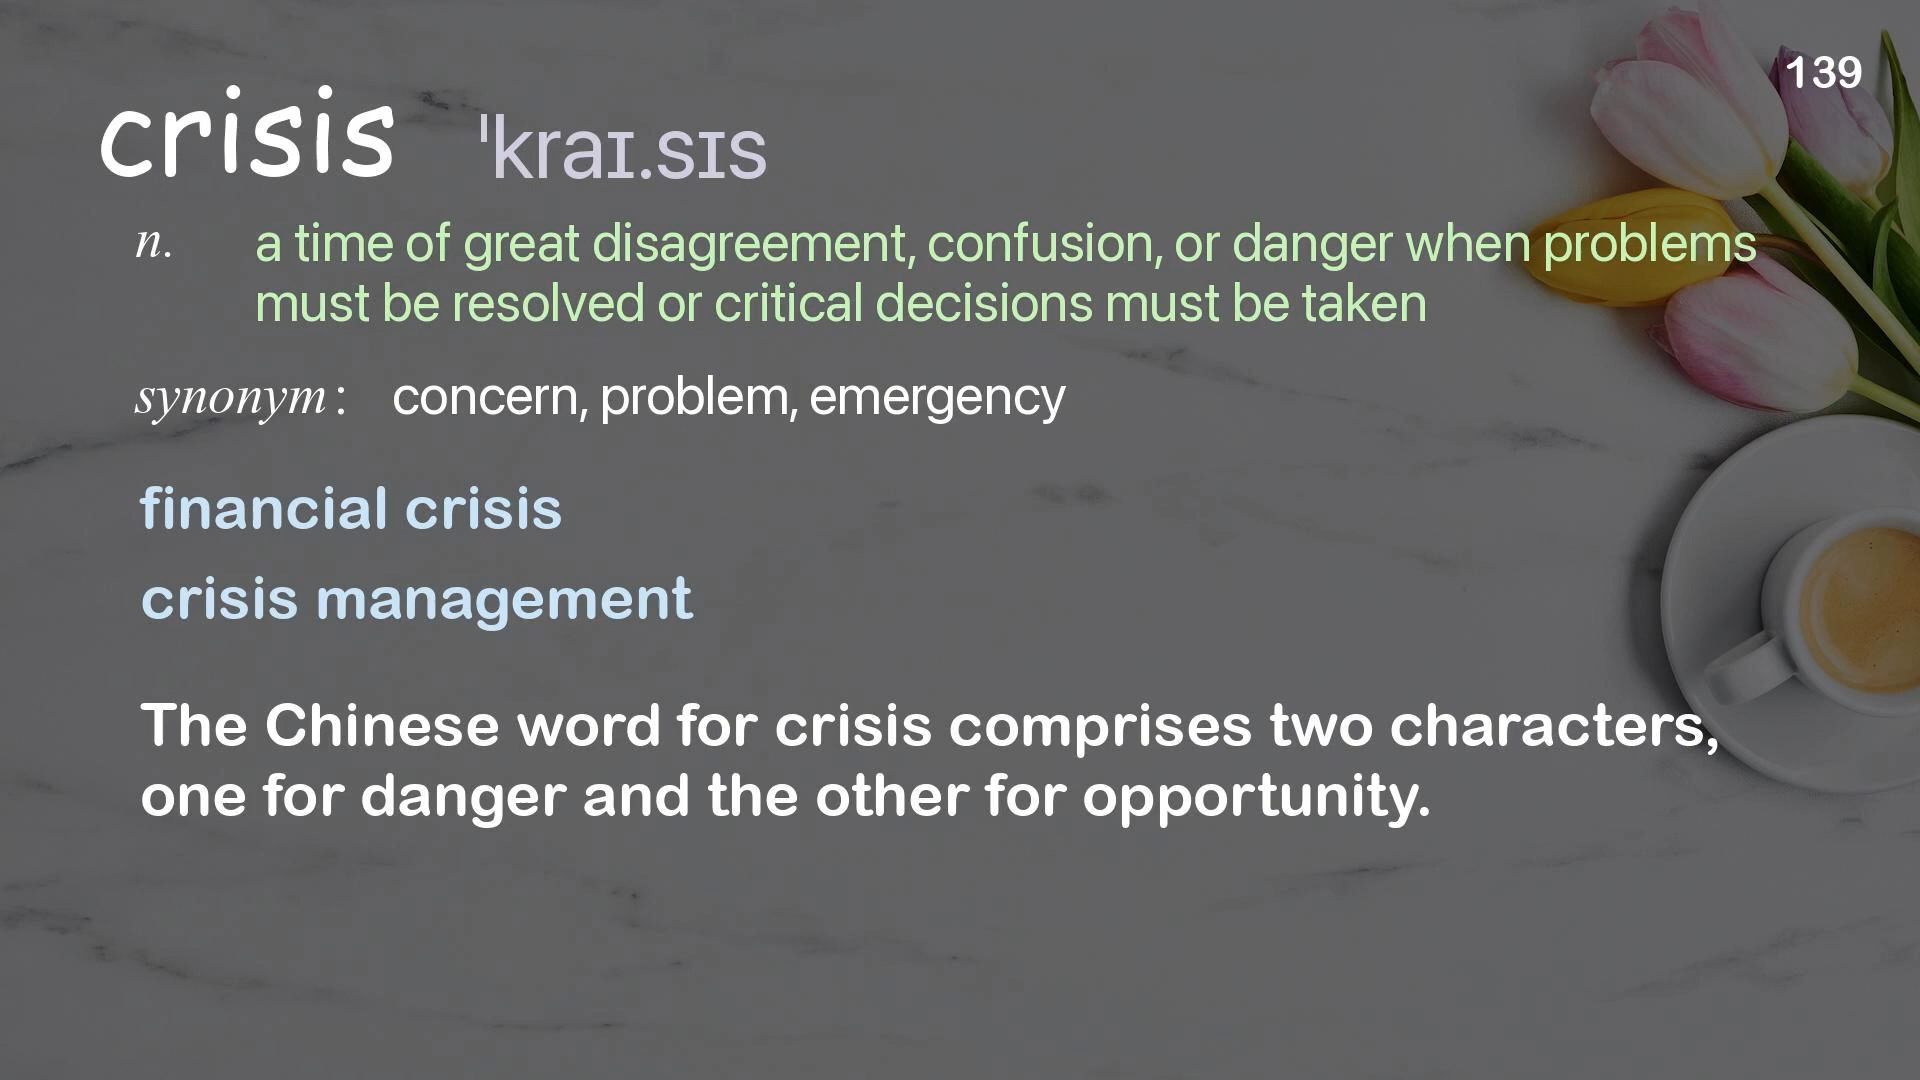 139
crisis ˈkraɪ.sɪs
n. a time of great disagreement, confusion, or danger when problems
must be resolved or critical decisions must be taken
synonym: concern, problem, emergency
financial crisis
crisis management
The Chinese word for crisis comprises two characters,
one for danger and the other for opportunity.